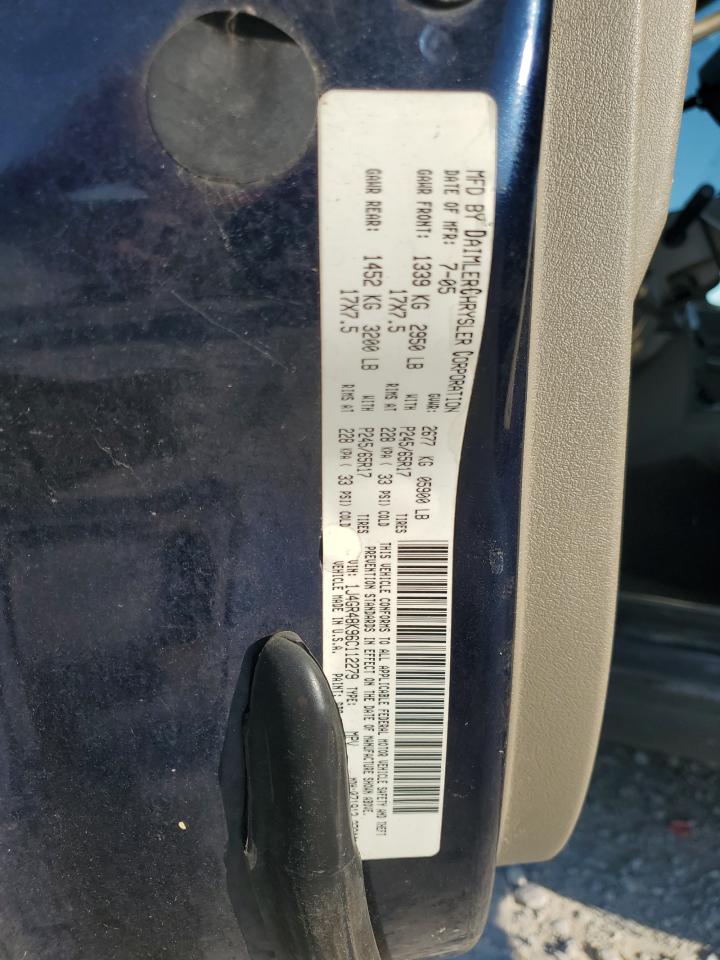 MFD BY DAIMLERCHRYSLER CORPORATION
DATE OF MFR: 7-05 GVWR: 2677 KG 05900 LB
GAWR FRONT: 1339 KG 2950 LB WITH P245/65R17 TIRES
17X7.5 RIMS AT 228 KPA ( 33 PSI) COLD
GAWR REAR: 1452 KG 3200 LB WITH P245/65R17 TIRES
17X7.5 RIMS AT 228 KPA ( 33 PSI) COLD
THIS VEHICLE CONFORMS TO ALL APPLICABLE FEDERAL MOTOR VEHICLE SAFETY AND THEFT
PREVENTION STANDARDS IN EFFECT ON THE DATE OF MANUFACTURE SHOWN ABOVE.
VIN: 1J4GR48K96C112279 TYPE: MPV
VEHICLE MADE IN U.S.A. PAINT: